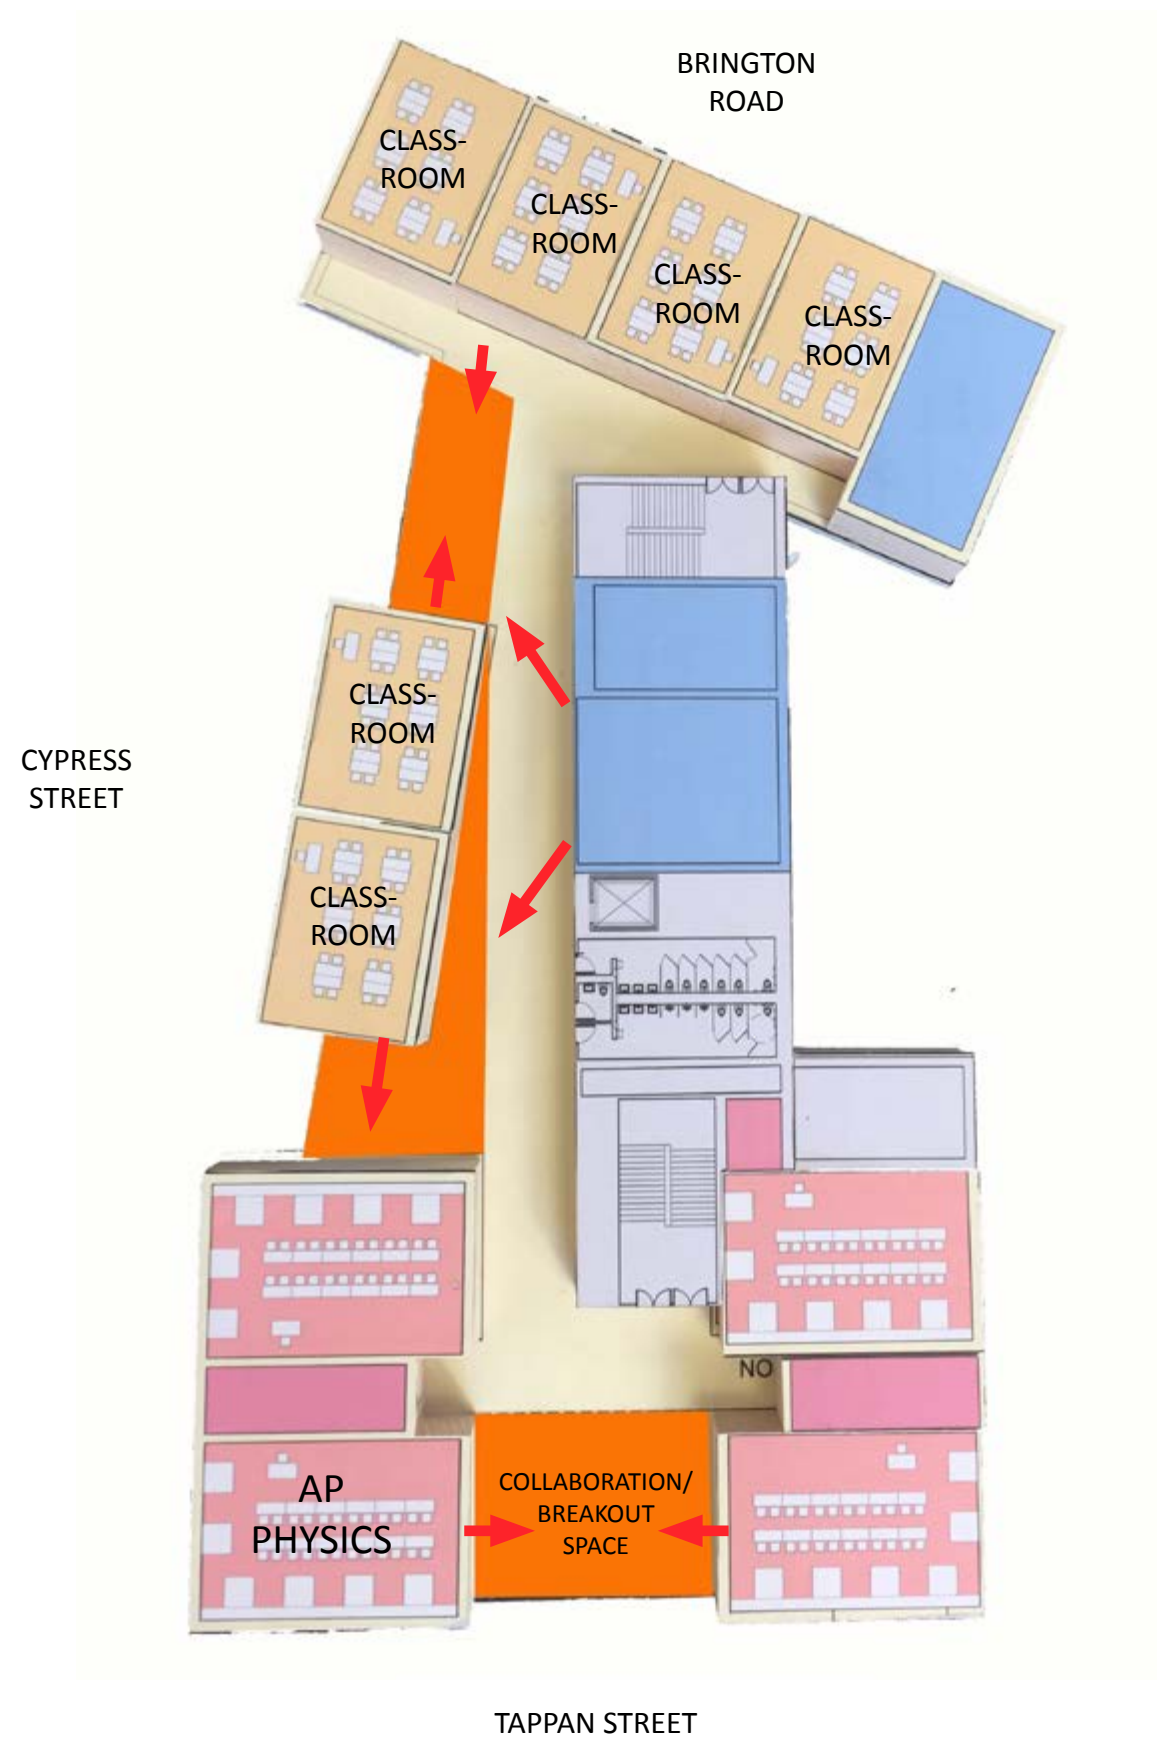 BRINGTON
ROAD
CLASS-
ROOM
CLASS-
ROOM
CLASS-
ROOM
CLASS-
ROOM
CLASS-
ROOM
CYPRESS
STREET
CLASS-
ROOM
NO
AP
PHYSICS
COLLABORATION/
BREAKOUT
SPACE
TAPPAN STREET